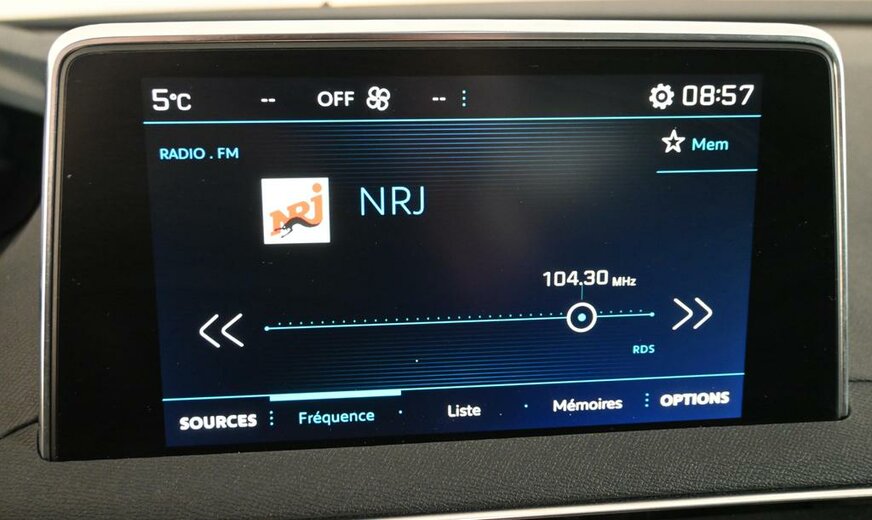 5°C -- OFF -- 08:57
RADIO . FM
Mem
NRJ
NRJ
104.30 MHz
RDS
SOURCES Fréquence Liste Mémoires OPTIONS